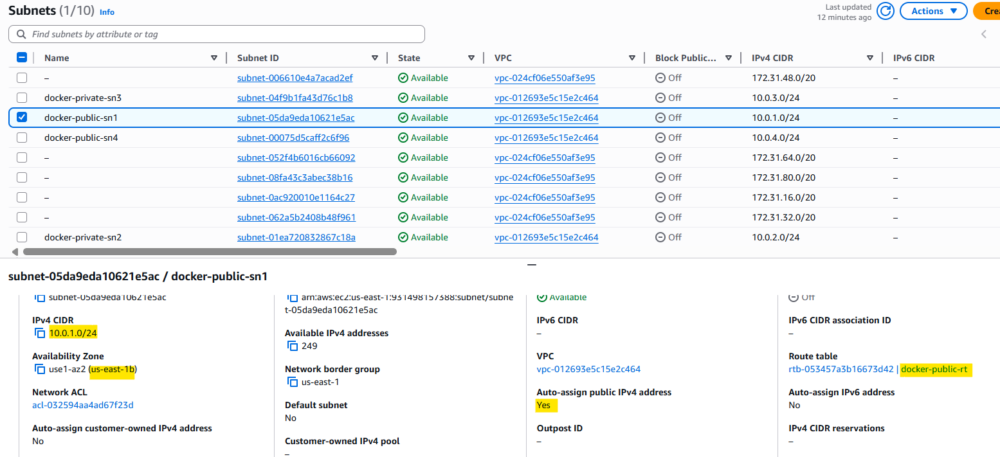 Subnets (1/10) Info
Last updated
12 minutes ago
Actions
Crea
Find subnets by attribute or tag
Name Subnet ID State VPC Block Public... IPv4 CIDR IPv6 CIDR
– subnet-006610e4a7acad2ef Available vpc-024cf06e550af3e95 Off 172.31.48.0/20 –
docker-private-sn3 subnet-04f9b1fa43d76c1b8 Available vpc-012693e5c15e2c464 Off 10.0.3.0/24 –
docker-public-sn1 subnet-05da9eda10621e5ac Available vpc-012693e5c15e2c464 Off 10.0.1.0/24 –
docker-public-sn4 subnet-00075d5caff2c6f96 Available vpc-012693e5c15e2c464 Off 10.0.4.0/24 –
– subnet-052f4b6016cb66092 Available vpc-024cf06e550af3e95 Off 172.31.64.0/20 –
– subnet-08fa43c3abec38b16 Available vpc-024cf06e550af3e95 Off 172.31.80.0/20 –
– subnet-0ac920010e1164c27 Available vpc-024cf06e550af3e95 Off 172.31.16.0/20 –
– subnet-062a5b2408b48f961 Available vpc-024cf06e550af3e95 Off 172.31.32.0/20 –
docker-private-sn2 subnet-01ea720832867c18a Available vpc-012693e5c15e2c464 Off 10.0.2.0/24 –
subnet-05da9eda10621e5ac / docker-public-sn1
subnet-05da9eda10621e5ac
IPv4 CIDR
10.0.1.0/24
Availability Zone
use1-az2 (us-east-1b)
Network ACL
acl-032594aa4ad67f23d
Auto-assign customer-owned IPv4 address
No
arn:aws:ec2:us-east-1:931498157388:subnet/subne
t-05da9eda10621e5ac
Available IPv4 addresses
249
Network border group
us-east-1
Default subnet
No
Customer-owned IPv4 pool
–
Available
IPv6 CIDR
–
VPC
vpc-012693e5c15e2c464
Auto-assign public IPv4 address
Yes
Outpost ID
–
Off
IPv6 CIDR association ID
–
Route table
rtb-053457a3b16673d42 | docker-public-rt
Auto-assign IPv6 address
No
IPv4 CIDR reservations
–